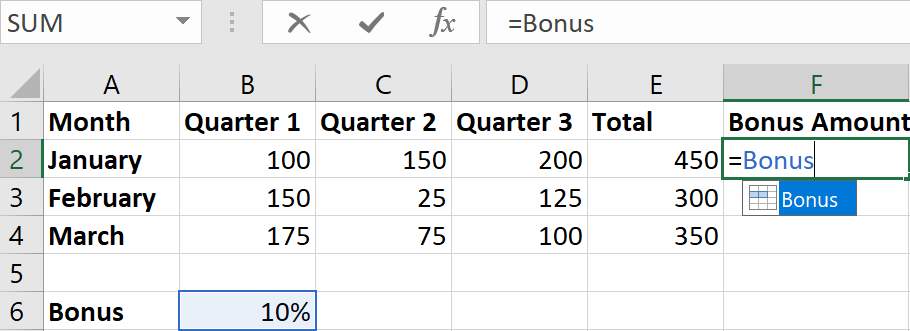 SUM fx =Bonus
A B C D E F
1 Month Quarter 1 Quarter 2 Quarter 3 Total Bonus Amount
2 January 100 150 200 450 =Bonus
3 February 150 25 125 300 Bonus
4 March 175 75 100 350
5
6 Bonus 10%